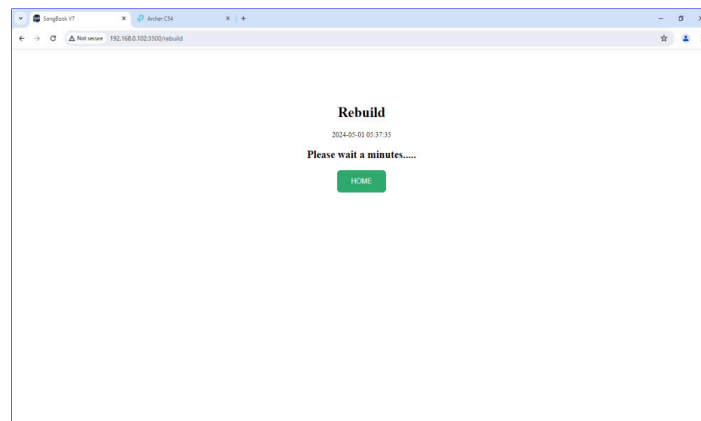 SongBook V7
Archer C54
Not secure 192.168.0.102:3500/rebuild
Rebuild
2024-05-01 05:37:35
Please wait a minutes.....
HOME